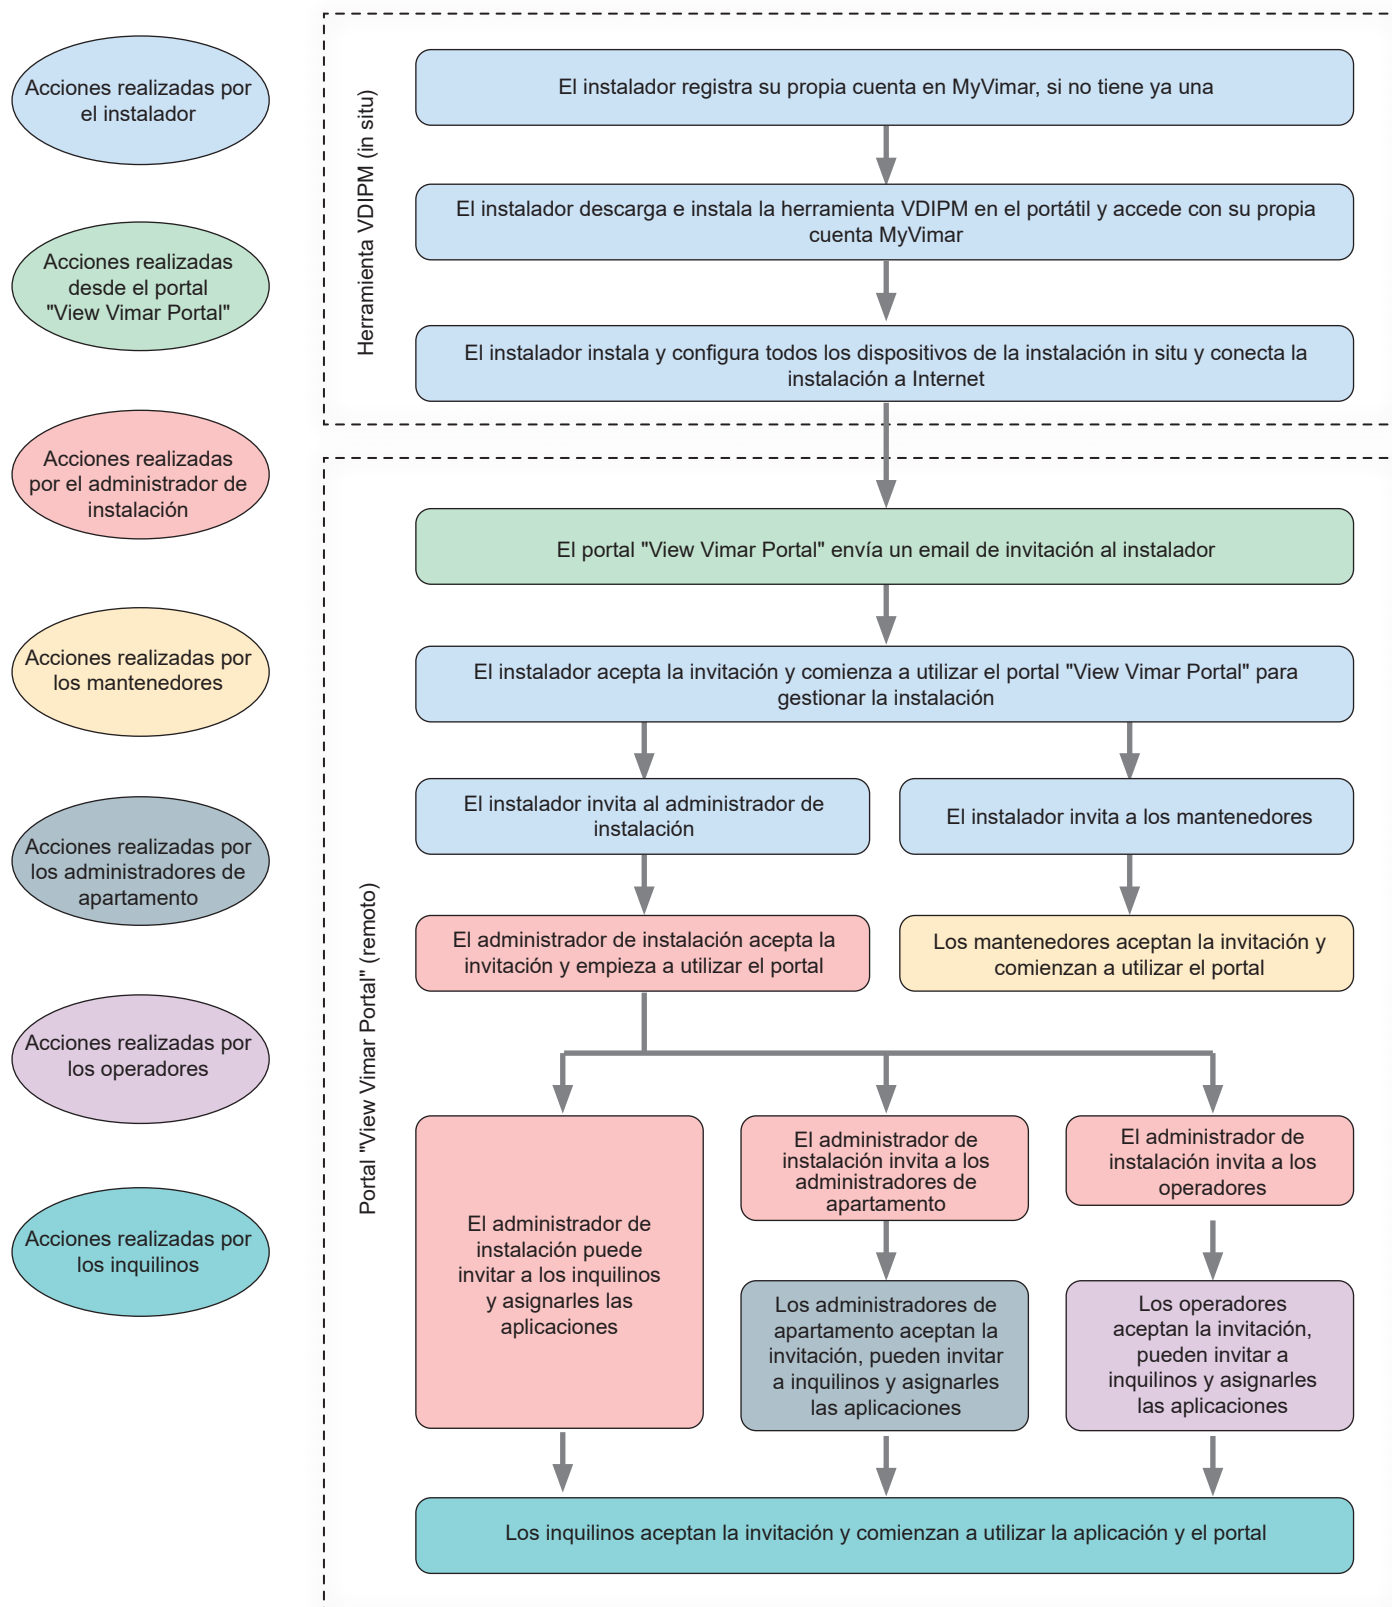 Acciones realizadas por
el instalador
Acciones realizadas
desde el portal
"View Vimar Portal"
Acciones realizadas
por el administrador de
instalación
Acciones realizadas por
los mantenedores
Acciones realizadas por
los administradores de
apartamento
Acciones realizadas por
los operadores
Acciones realizadas por
los inquilinos
Herramienta VDIPM (in situ)
El instalador registra su propia cuenta en MyVimar, si no tiene ya una
El instalador descarga e instala la herramienta VDIPM en el portátil y accede con su propia
cuenta MyVimar
El instalador instala y configura todos los dispositivos de la instalación in situ y conecta la
instalación a Internet
Portal "View Vimar Portal" (remoto)
El portal "View Vimar Portal" envía un email de invitación al instalador
El instalador acepta la invitación y comienza a utilizar el portal "View Vimar Portal" para
gestionar la instalación
El instalador invita al administrador de
instalación
El instalador invita a los mantenedores
El administrador de instalación acepta la
invitación y empieza a utilizar el portal
Los mantenedores aceptan la invitación y
comienzan a utilizar el portal
El administrador de
instalación puede
invitar a los inquilinos
y asignarles las
aplicaciones
El administrador de
instalación invita a los
administradores de
apartamento
El administrador de
instalación invita a los
operadores
Los administradores de
apartamento aceptan la
invitación, pueden invitar
a inquilinos y asignarles
las aplicaciones
Los operadores
aceptan la invitación,
pueden invitar a
inquilinos y asignarles
las aplicaciones
Los inquilinos aceptan la invitación y comienzan a utilizar la aplicación y el portal